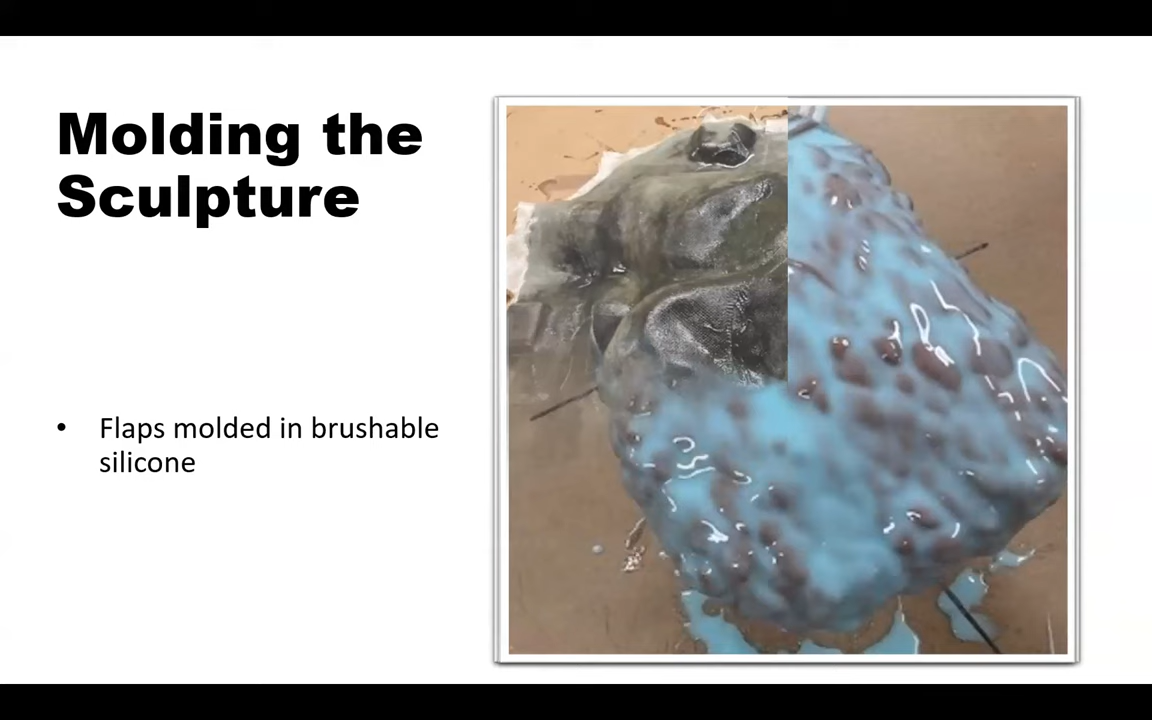 Molding the
Sculpture
• Flaps molded in brushable
silicone